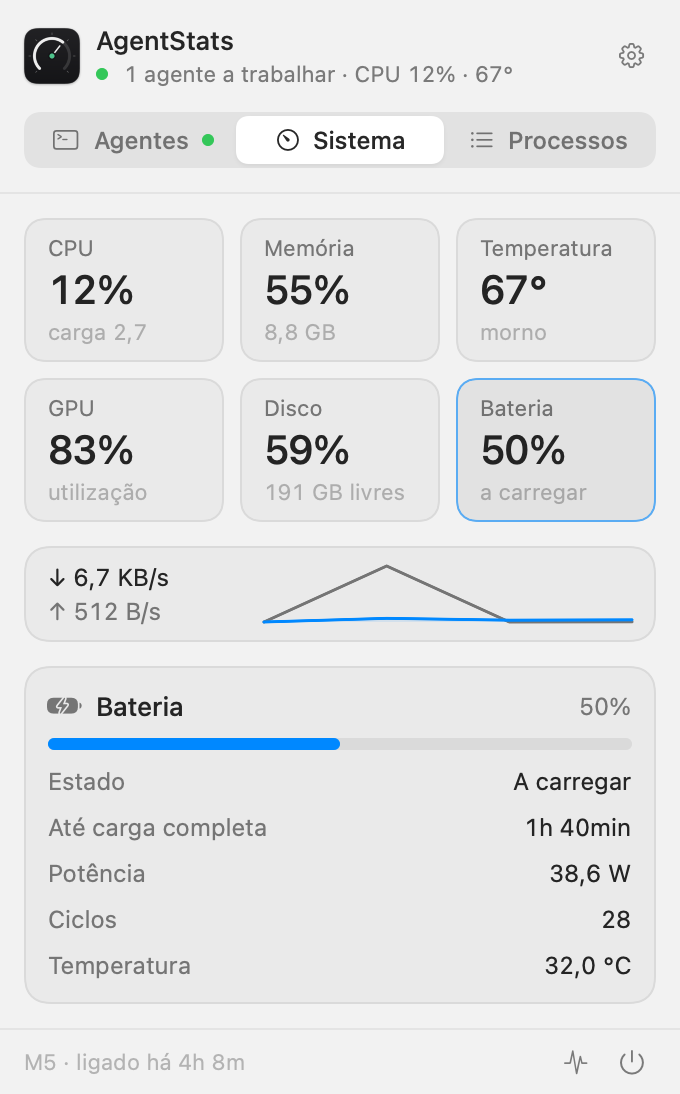 AgentStats
1 agente a trabalhar · CPU 12% · 67°
Agentes
Sistema
Processos
CPU
12%
carga 2,7
Memória
55%
8,8 GB
Temperatura
67°
morno
GPU
83%
utilização
Disco
59%
191 GB livres
Bateria
50%
a carregar
↓ 6,7 KB/s
↑ 512 B/s
Bateria 50%
Estado A carregar
Até carga completa 1h 40min
Potência 38,6 W
Ciclos 28
Temperatura 32,0 °C
M5 · ligado há 4h 8m